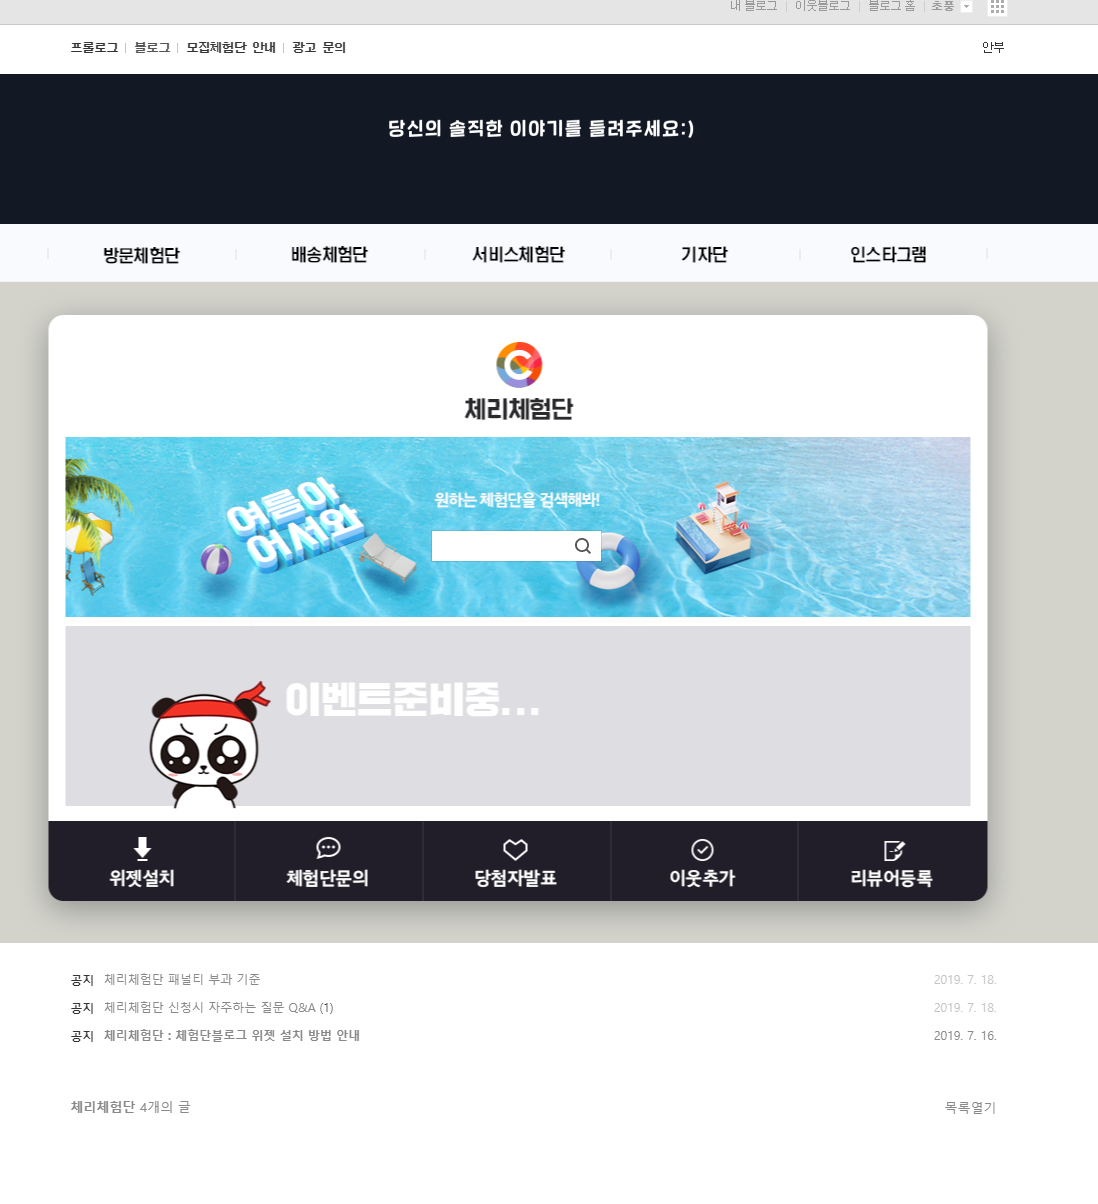 내 블로그 | 이웃블로그 | 블로그 홈 | 초풍
프롤로그 | 블로그 | 모집체험단 안내 | 광고 문의
안부
당신의 솔직한 이야기를 들려주세요:)
방문체험단
배송체험단
서비스체험단
기자단
인스타그램
체리체험단
여름아
어서와
원하는 체험단을 검색해봐!
이벤트준비중...
위젯설치
체험단문의
당첨자발표
이웃추가
리뷰어등록
공지 체리체험단 패널티 부과 기준 2019. 7. 18.
공지 체리체험단 신청시 자주하는 질문 Q&A (1) 2019. 7. 18.
공지 체리체험단 : 체험단블로그 위젯 설치 방법 안내 2019. 7. 16.
체리체험단 4개의 글 목록열기